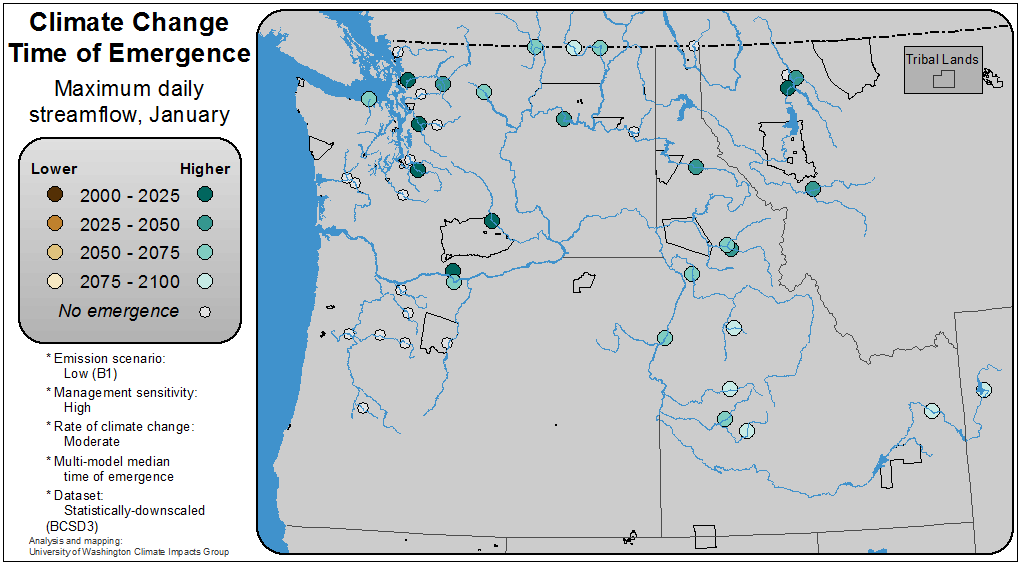 Climate Change
Time of Emergence
Maximum daily
streamflow, January
Lower Higher
2000 - 2025
2025 - 2050
2050 - 2075
2075 - 2100
No emergence
* Emission scenario:
Low (B1)
* Management sensitivity:
High
* Rate of climate change:
Moderate
* Multi-model median
time of emergence
* Dataset:
Statistically-downscaled
(BCSD3)
Analysis and mapping:
University of Washington Climate Impacts Group
Tribal Lands